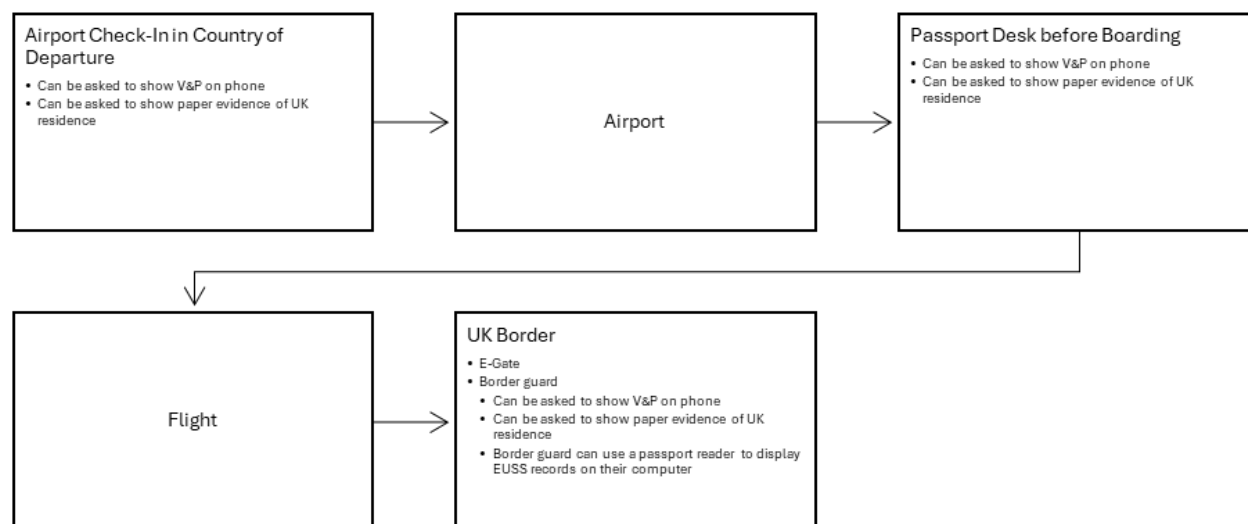 Airport Check-In in Country of
Departure
• Can be asked to show V&P on phone
• Can be asked to show paper evidence of UK
residence
Airport
Passport Desk before Boarding
• Can be asked to show V&P on phone
• Can be asked to show paper evidence of UK
residence
Flight
UK Border
• E-Gate
• Border guard
• Can be asked to show V&P on phone
• Can be asked to show paper evidence of UK
residence
• Border guard can use a passport reader to display
EUSS records on their computer